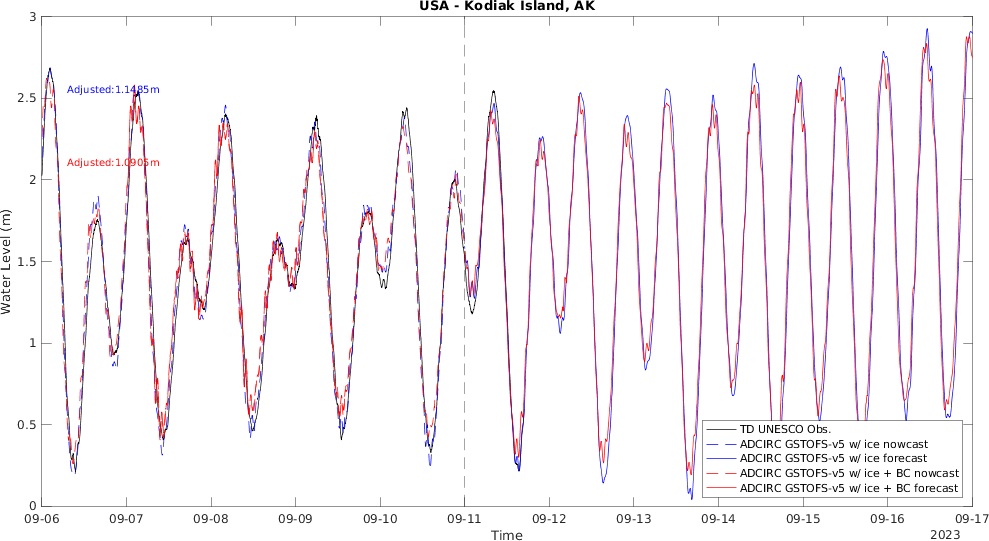 USA - Kodiak Island, AK
Water Level (m)
3
2.5
2
1.5
1
0.5
0
Adjusted:1.1485m
Adjusted:1.0905m
TD UNESCO Obs.
ADCIRC GSTOFS-v5 w/ ice nowcast
ADCIRC GSTOFS-v5 w/ ice forecast
ADCIRC GSTOFS-v5 w/ ice + BC nowcast
ADCIRC GSTOFS-v5 w/ ice + BC forecast
09-06 09-07 09-08 09-09 09-10 09-11 09-12 09-13 09-14 09-15 09-16 09-17
Time
2023